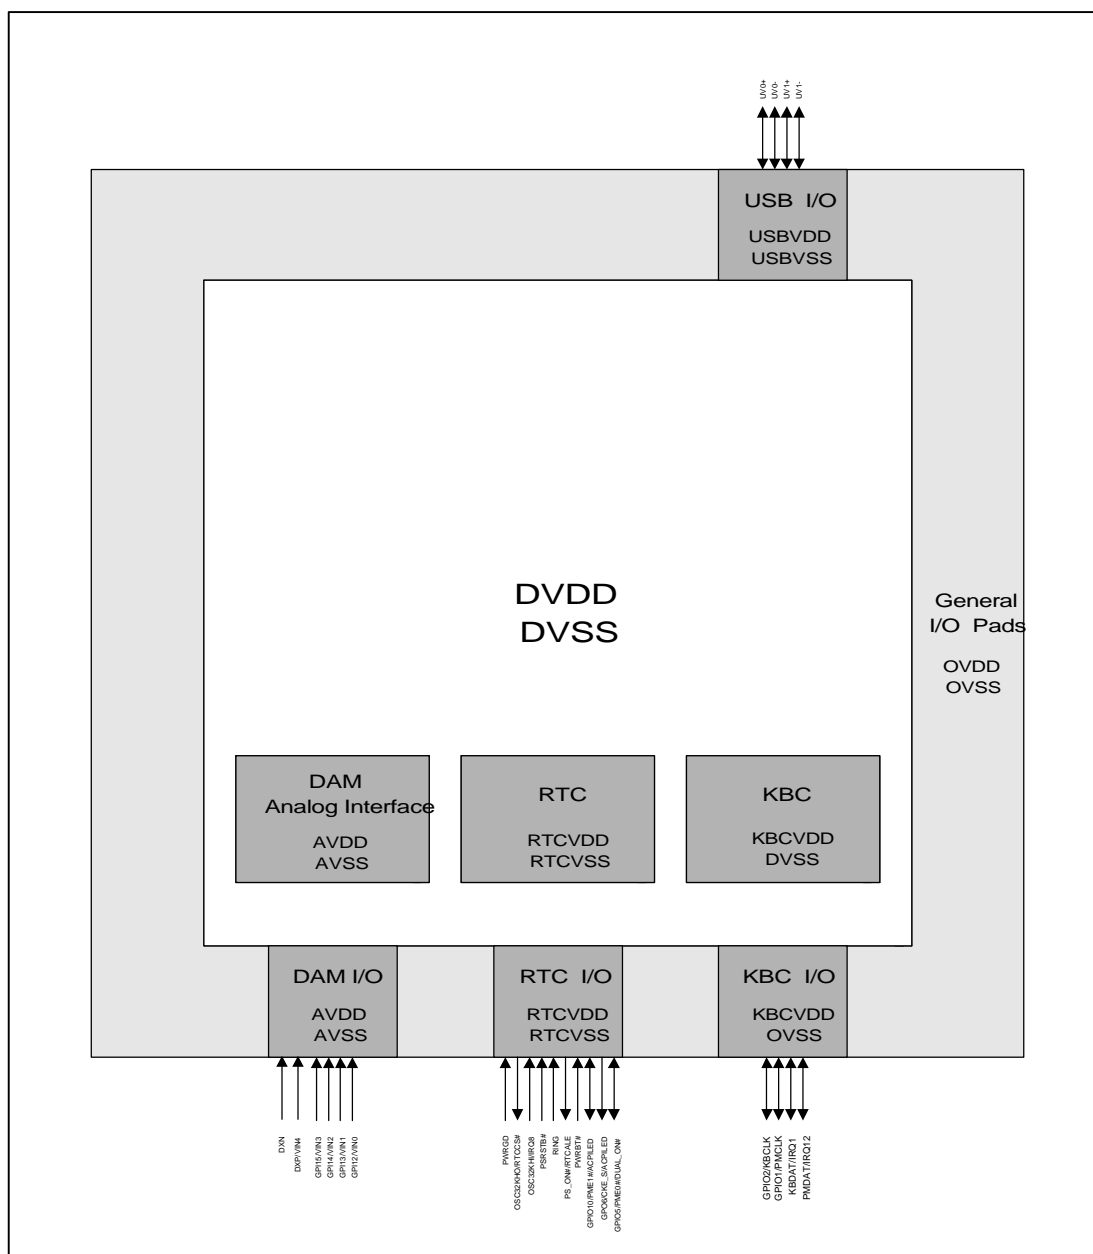 UV0+
UV0-
UV1+
UV1-
USB I/O
USBVDD
USBVSS
DVDD
DVSS
General
I/O Pads
OVDD
OVSS
DAM
Analog Interface
AVDD
AVSS
RTC
RTCVDD
RTCVSS
KBC
KBCVDD
DVSS
DAM I/O
AVDD
AVSS
RTC I/O
RTCVDD
RTCVSS
KBC I/O
KBCVDD
OVSS
DXN
DXP/VIN4
GPI15/VIN3
GPI14/VIN2
GPI13/VIN1
GPI12/VIN0
PWRGD
OSC32KHO/RTCCS#
OSC32KHI/IRQ8
PSRSTB#
RING
PS_ON#/RTCALE
PWRBT#
GPIO10/PME1#/ACPILED
GPO6/CKE_S/ACPILED
GPIO5/PME0#/DUAL_ON#
GPIO2/KBCLK
GPIO1/PMCLK
KBDAT/IRQ1
PMDAT/IRQ12